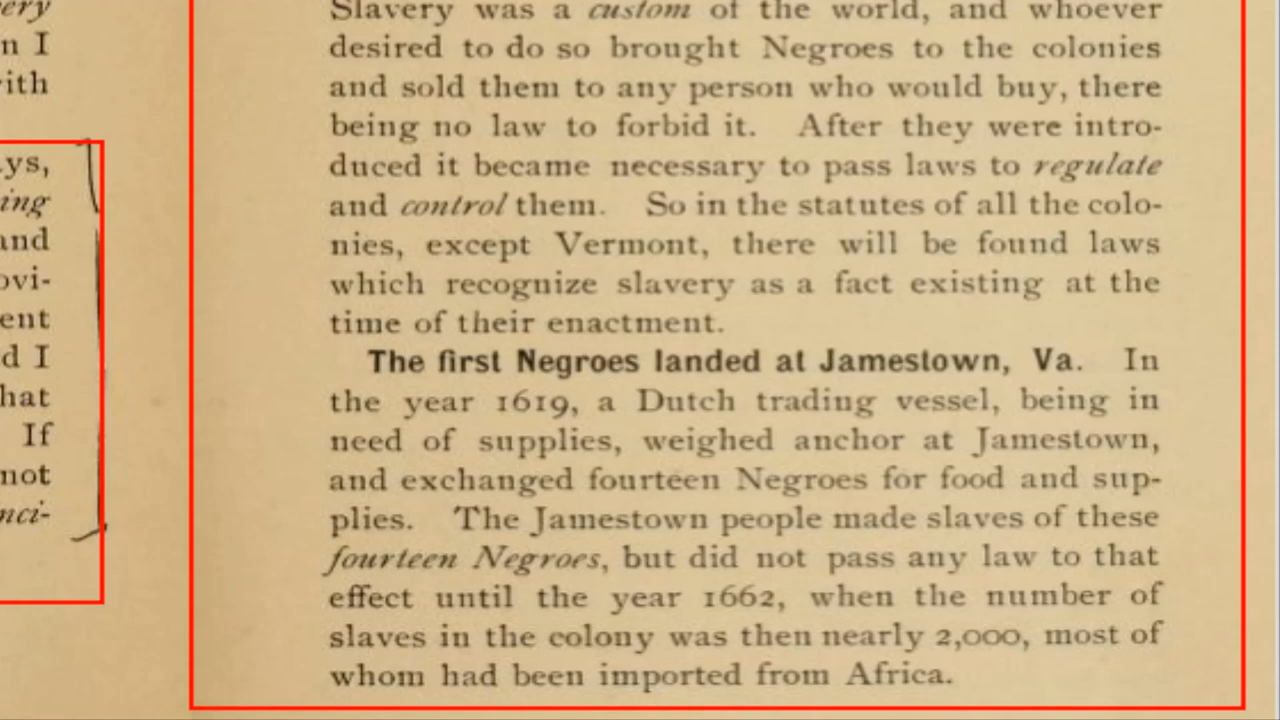 ery
n I
ith
ys,
ing
and
ovi-
ent
d I
hat
If
not
nci-
Slavery was a custom of the world, and whoever
desired to do so brought Negroes to the colonies
and sold them to any person who would buy, there
being no law to forbid it. After they were intro-
duced it became necessary to pass laws to regulate
and control them. So in the statutes of all the colo-
nies, except Vermont, there will be found laws
which recognize slavery as a fact existing at the
time of their enactment.
The first Negroes landed at Jamestown, Va. In
the year 1619, a Dutch trading vessel, being in
need of supplies, weighed anchor at Jamestown,
and exchanged fourteen Negroes for food and sup-
plies. The Jamestown people made slaves of these
fourteen Negroes, but did not pass any law to that
effect until the year 1662, when the number of
slaves in the colony was then nearly 2,000, most of
whom had been imported from Africa.